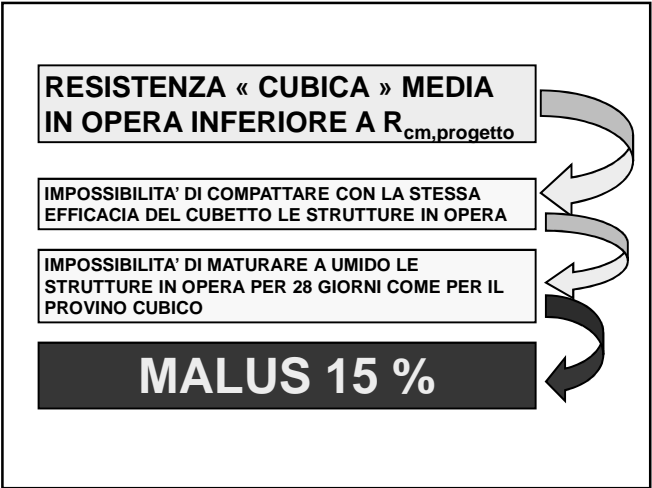 RESISTENZA « CUBICA » MEDIA
IN OPERA INFERIORE A Rcm,progetto
IMPOSSIBILITA’ DI COMPATTARE CON LA STESSA
EFFICACIA DEL CUBETTO LE STRUTTURE IN OPERA
IMPOSSIBILITA’ DI MATURARE A UMIDO LE
STRUTTURE IN OPERA PER 28 GIORNI COME PER IL
PROVINO CUBICO
MALUS 15 %